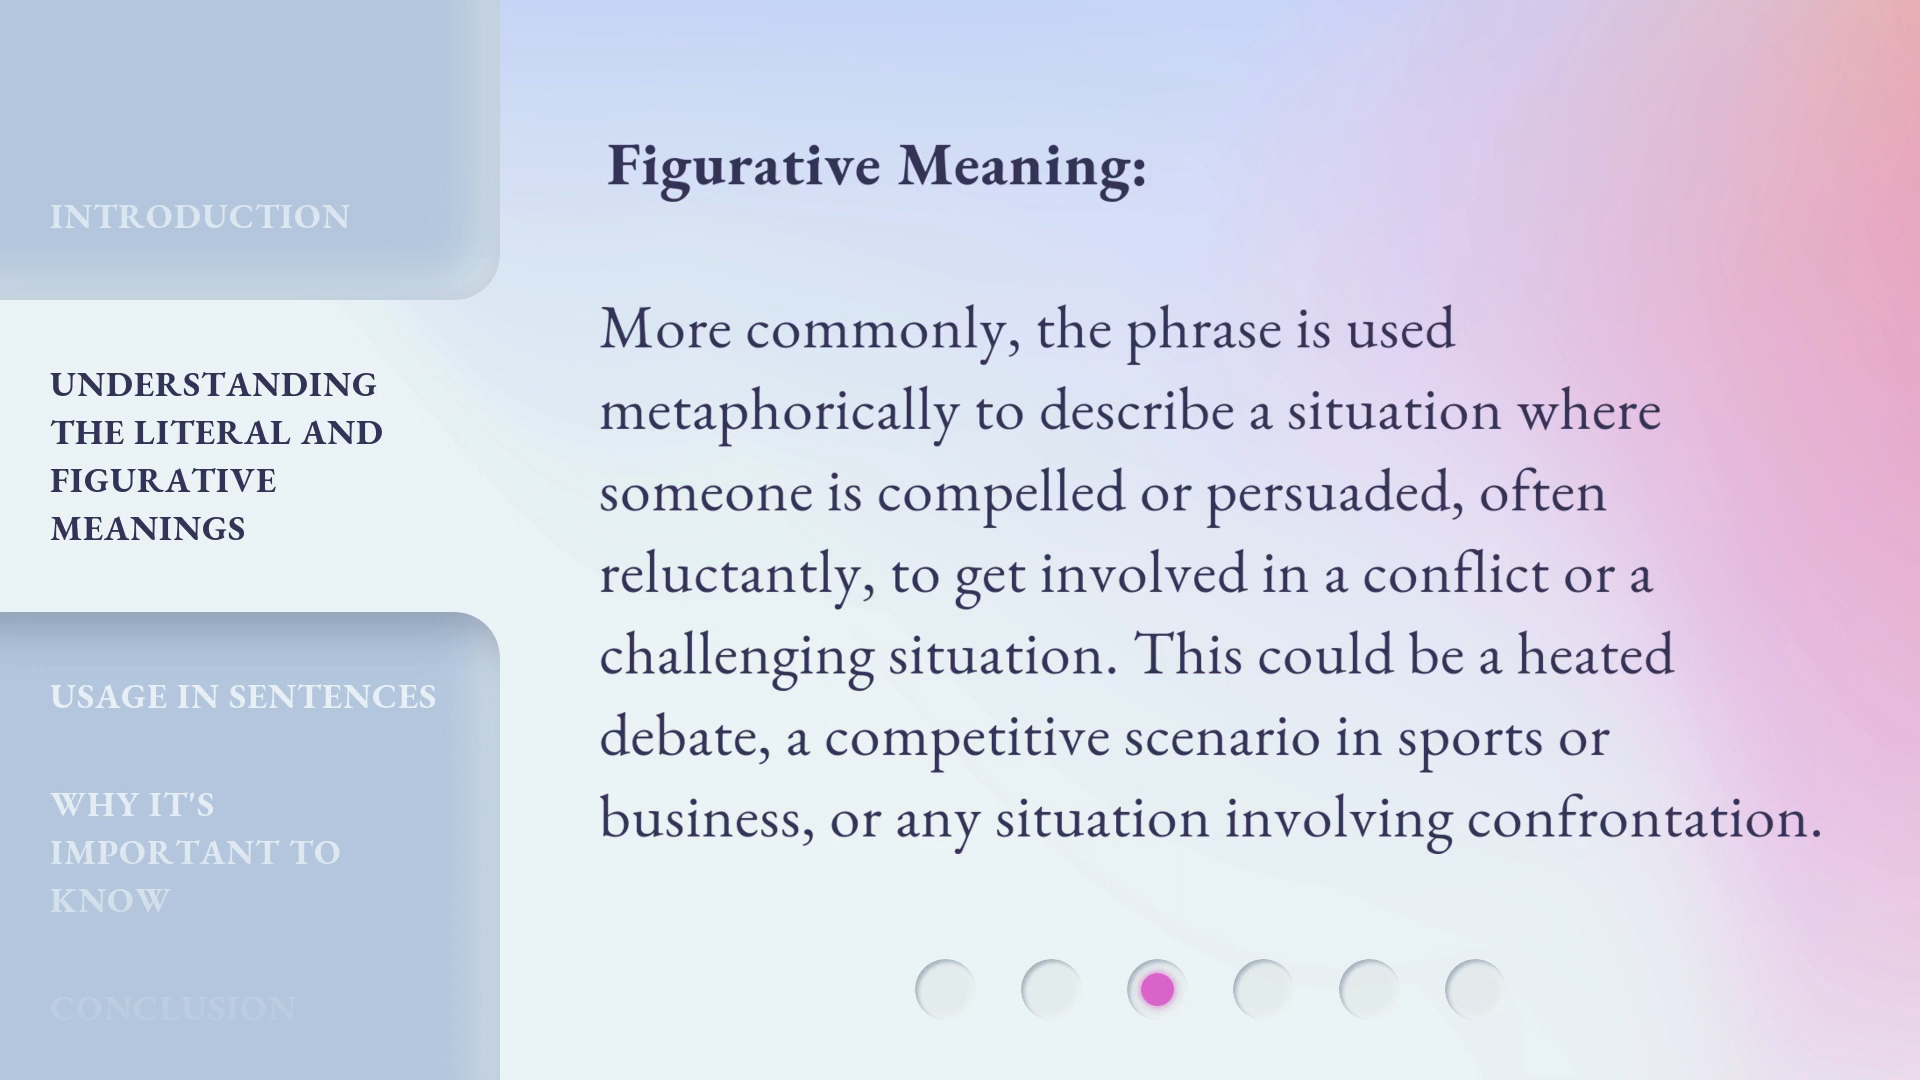 INTRODUCTION
UNDERSTANDING
THE LITERAL AND
FIGURATIVE
MEANINGS
USAGE IN SENTENCES
WHY IT'S
IMPORTANT TO
KNOW
CONCLUSION
Figurative Meaning:
More commonly, the phrase is used
metaphorically to describe a situation where
someone is compelled or persuaded, often
reluctantly, to get involved in a conflict or a
challenging situation. This could be a heated
debate, a competitive scenario in sports or
business, or any situation involving confrontation.